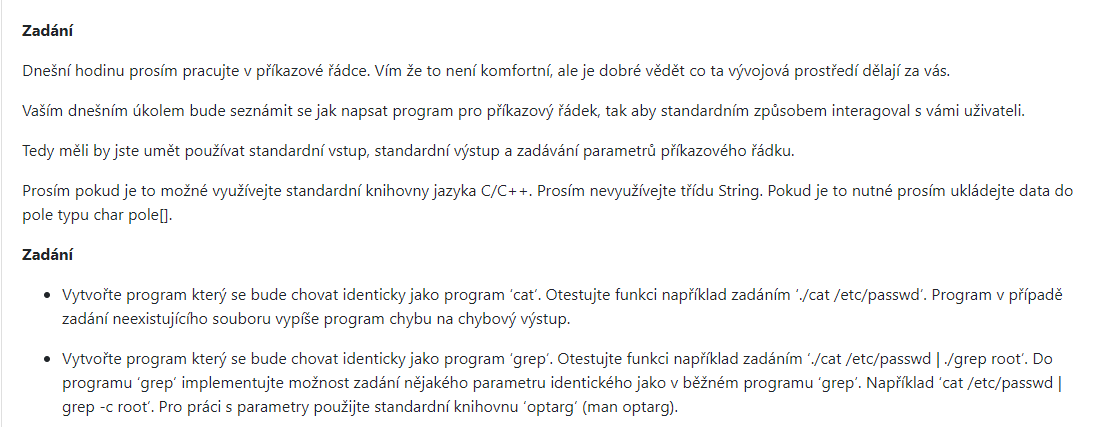 Zadání
Dnešní hodinu prosím pracujte v příkazové řádce. Vím že to není komfortní, ale je dobré vědět co ta vývojová prostředí dělají za vás.
Vaším dnešním úkolem bude seznámit se jak napsat program pro příkazový řádek, tak aby standardním způsobem interagoval s vámi uživateli.
Tedy měli by jste umět používat standardní vstup, standardní výstup a zadávání parametrů příkazového řádku.
Prosím pokud je to možné využívejte standardní knihovny jazyka C/C++. Prosím nevyužívejte třídu String. Pokud je to nutné prosím ukládejte data do
pole typu char pole[].
Zadání
• Vytvořte program který se bude chovat identicky jako program ‘cat’. Otestujte funkci například zadáním ‘./cat /etc/passwd’. Program v případě
zadání neexistujícího souboru vypíše program chybu na chybový výstup.
• Vytvořte program který se bude chovat identicky jako program ‘grep’. Otestujte funkci například zadáním ‘./cat /etc/passwd | ./grep root’. Do
programu ‘grep’ implementujte možnost zadání nějakého parametru identického jako v běžném programu ‘grep’. Například ‘cat /etc/passwd |
grep -c root’. Pro práci s parametry použijte standardní knihovnu ‘optarg’ (man optarg).